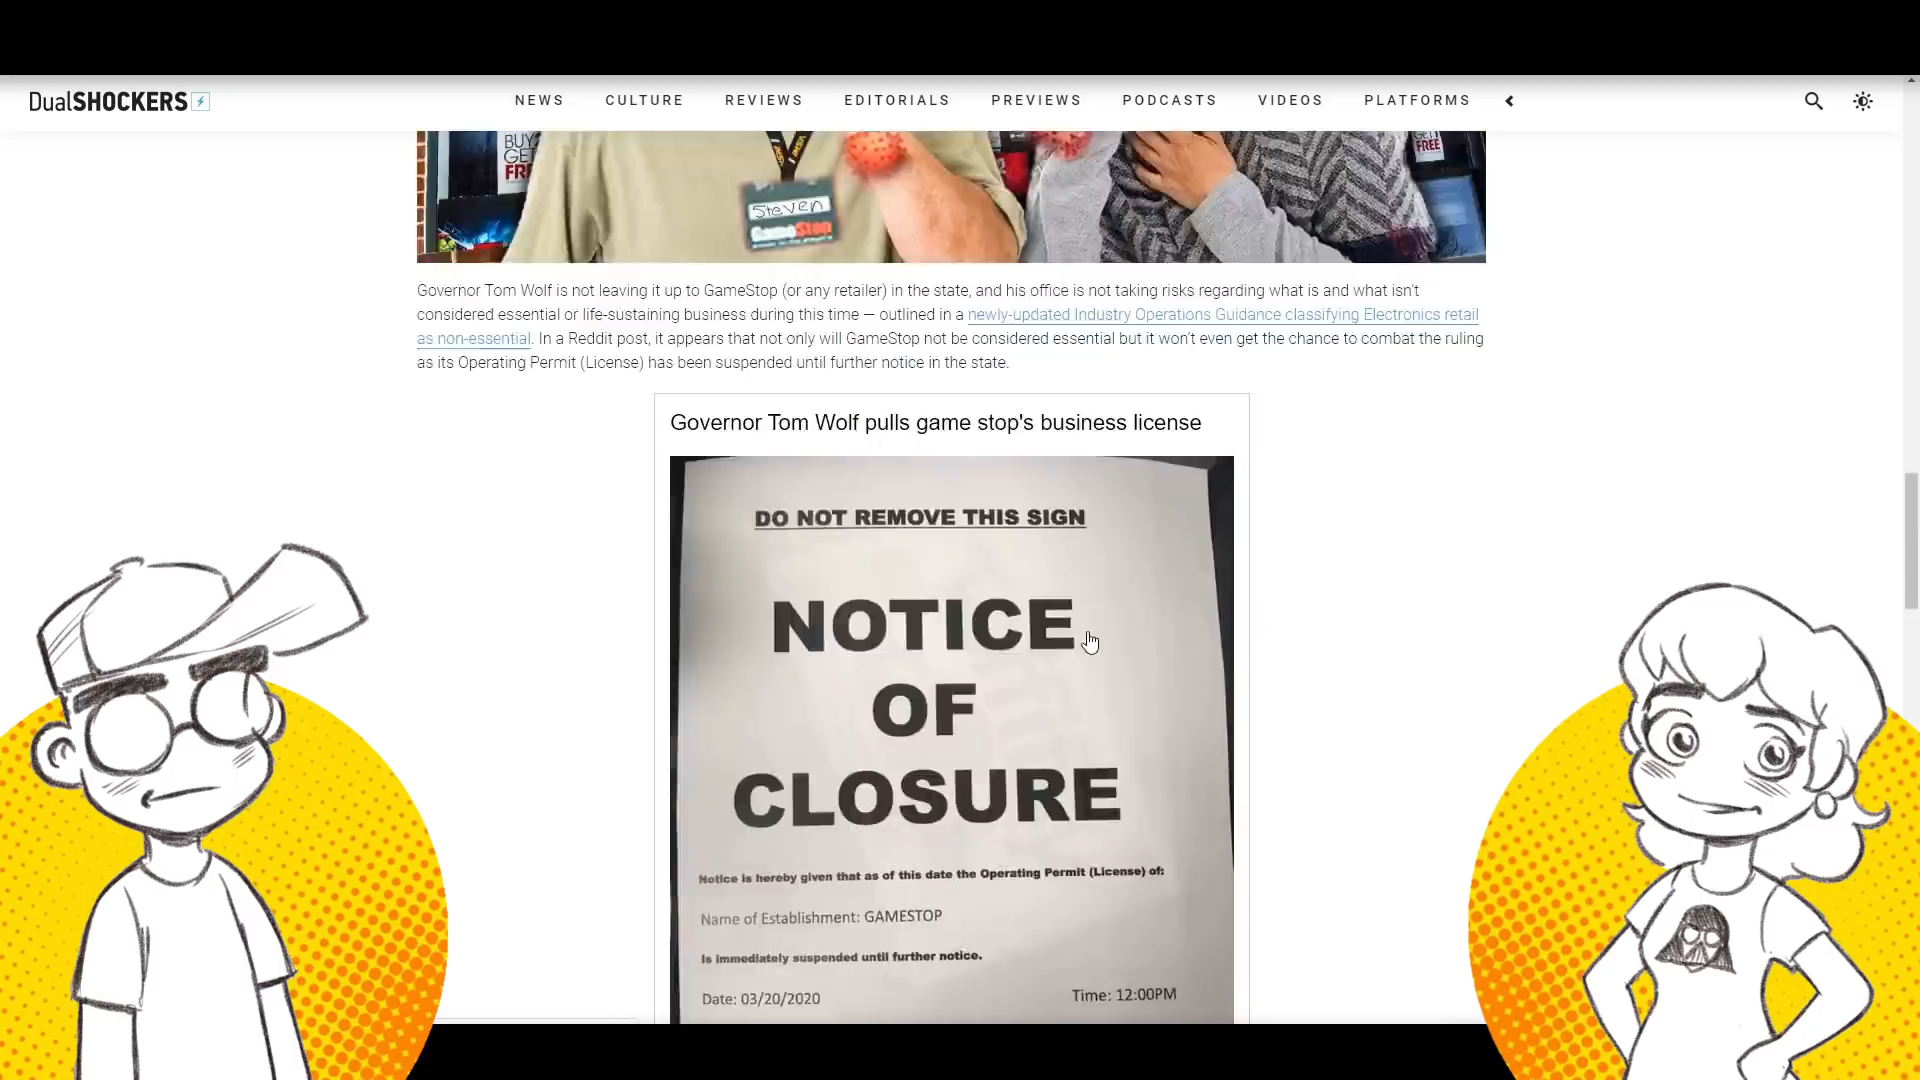 DualSHOCKERS
NEWS CULTURE REVIEWS EDITORIALS PREVIEWS PODCASTS VIDEOS PLATFORMS
BUY
GET
FREE
Steven
GameStop
FREE
Governor Tom Wolf is not leaving it up to GameStop (or any retailer) in the state, and his office is not taking risks regarding what is and what isn't
considered essential or life-sustaining business during this time — outlined in a newly-updated Industry Operations Guidance classifying Electronics retail
as non-essential. In a Reddit post, it appears that not only will GameStop not be considered essential but it won't even get the chance to combat the ruling
as its Operating Permit (License) has been suspended until further notice in the state.
Governor Tom Wolf pulls game stop's business license
DO NOT REMOVE THIS SIGN
NOTICE
OF
CLOSURE
Notice is hereby given that as of this date the Operating Permit (License) of:
Name of Establishment: GAMESTOP
Is immediately suspended until further notice.
Date: 03/20/2020 Time: 12:00PM